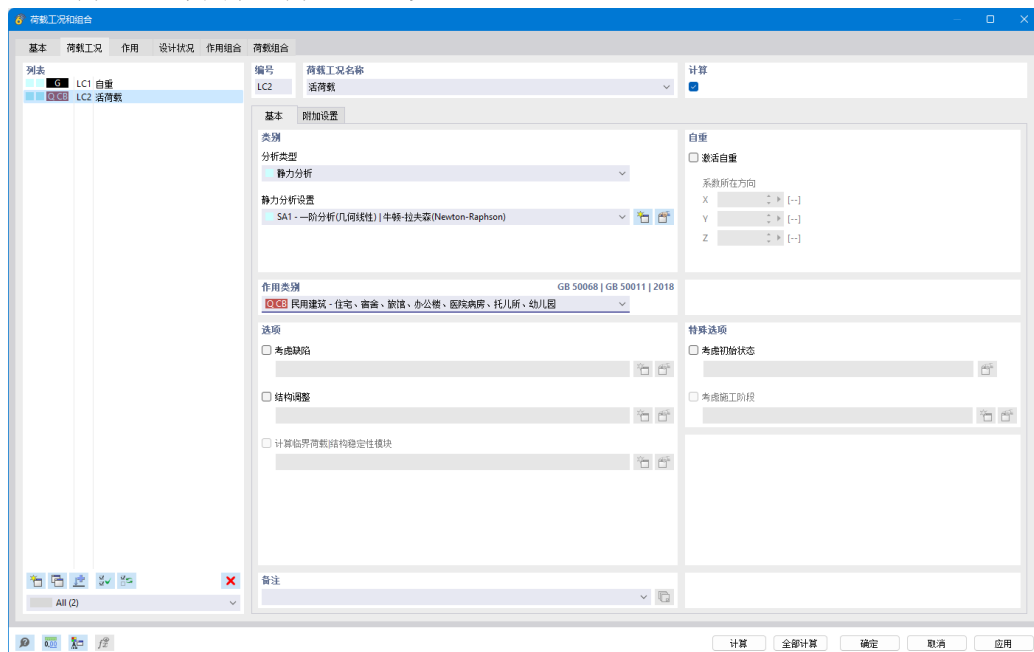 荷载工况和组合
基本 荷载工况 作用 设计状况 作用组合 荷载组合
列表
G LC1 自重
Q CB LC2 活荷载
All (2)
编号 荷载工况名称
LC2 活荷载
计算
基本 附加设置
类别
分析类型
静力分析
静力分析设置
SA1 - 一阶分析(几何线性) | 牛顿-拉夫森(Newton-Raphson)
自重
激活自重
系数所在方向
X [--]
Y [--]
Z [--]
作用类别 GB 50068 | GB 50011 | 2018
Q CB 民用建筑 - 住宅、宿舍、旅馆、办公楼、医院病房、托儿所、幼儿园
选项
考虑缺陷
结构调整
计算临界荷载|结构稳定性模块
特殊选项
考虑初始状态
考虑施工阶段
备注
计算 全部计算 确定 取消 应用